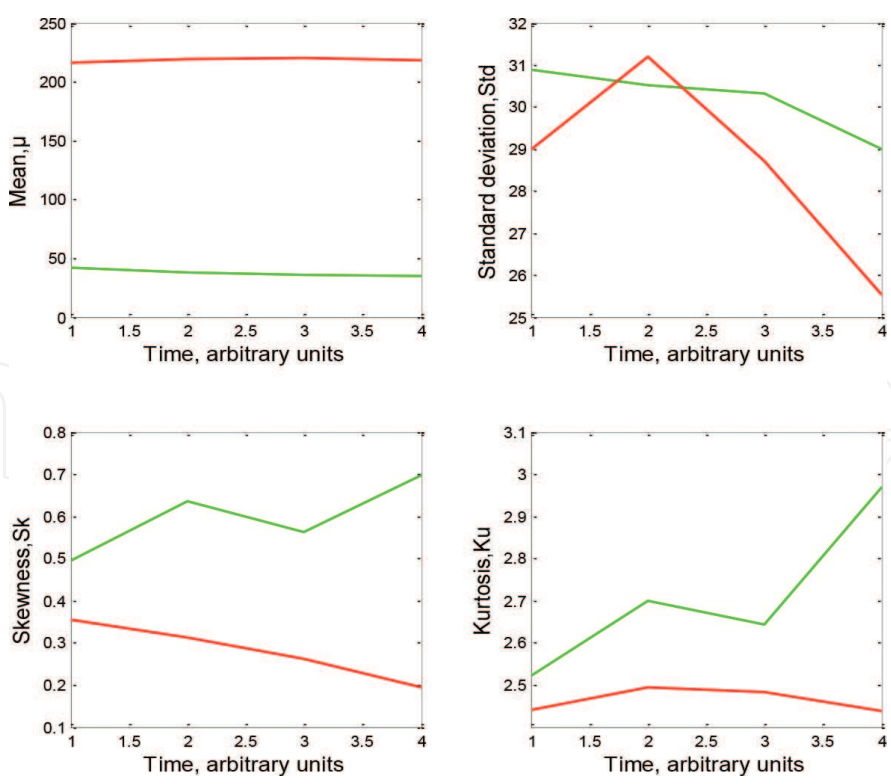 250
200
150
100
50
0
Mean,μ
1 1.5 2 2.5 3 3.5 4
Time, arbitrary units
32
31
30
29
28
27
26
25
Standard deviation,Std
1 1.5 2 2.5 3 3.5 4
Time, arbitrary units
0.8
0.7
0.6
0.5
0.4
0.3
0.2
0.1
Skewness,Sk
1 1.5 2 2.5 3 3.5 4
Time, arbitrary units
3.1
3
2.9
2.8
2.7
2.6
2.5
Kurtosis,Ku
1 1.5 2 2.5 3 3.5 4
Time, arbitrary units